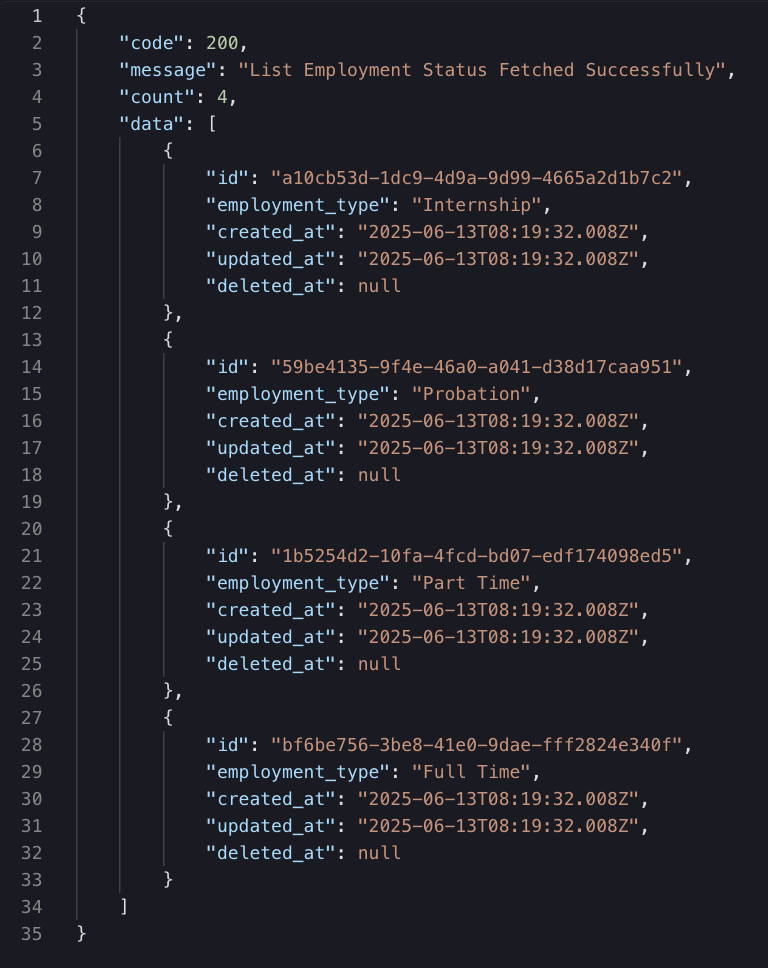 1 {
2 "code": 200,
3 "message": "List Employment Status Fetched Successfully",
4 "count": 4,
5 "data": [
6 {
7 "id": "a10cb53d-1dc9-4d9a-9d99-4665a2d1b7c2",
8 "employment_type": "Internship",
9 "created_at": "2025-06-13T08:19:32.008Z",
10 "updated_at": "2025-06-13T08:19:32.008Z",
11 "deleted_at": null
12 },
13 {
14 "id": "59be4135-9f4e-46a0-a041-d38d17caa951",
15 "employment_type": "Probation",
16 "created_at": "2025-06-13T08:19:32.008Z",
17 "updated_at": "2025-06-13T08:19:32.008Z",
18 "deleted_at": null
19 },
20 {
21 "id": "1b5254d2-10fa-4fcd-bd07-edf174098ed5",
22 "employment_type": "Part Time",
23 "created_at": "2025-06-13T08:19:32.008Z",
24 "updated_at": "2025-06-13T08:19:32.008Z",
25 "deleted_at": null
26 },
27 {
28 "id": "bf6be756-3be8-41e0-9dae-fff2824e340f",
29 "employment_type": "Full Time",
30 "created_at": "2025-06-13T08:19:32.008Z",
31 "updated_at": "2025-06-13T08:19:32.008Z",
32 "deleted_at": null
33 }
34 ]
35 }